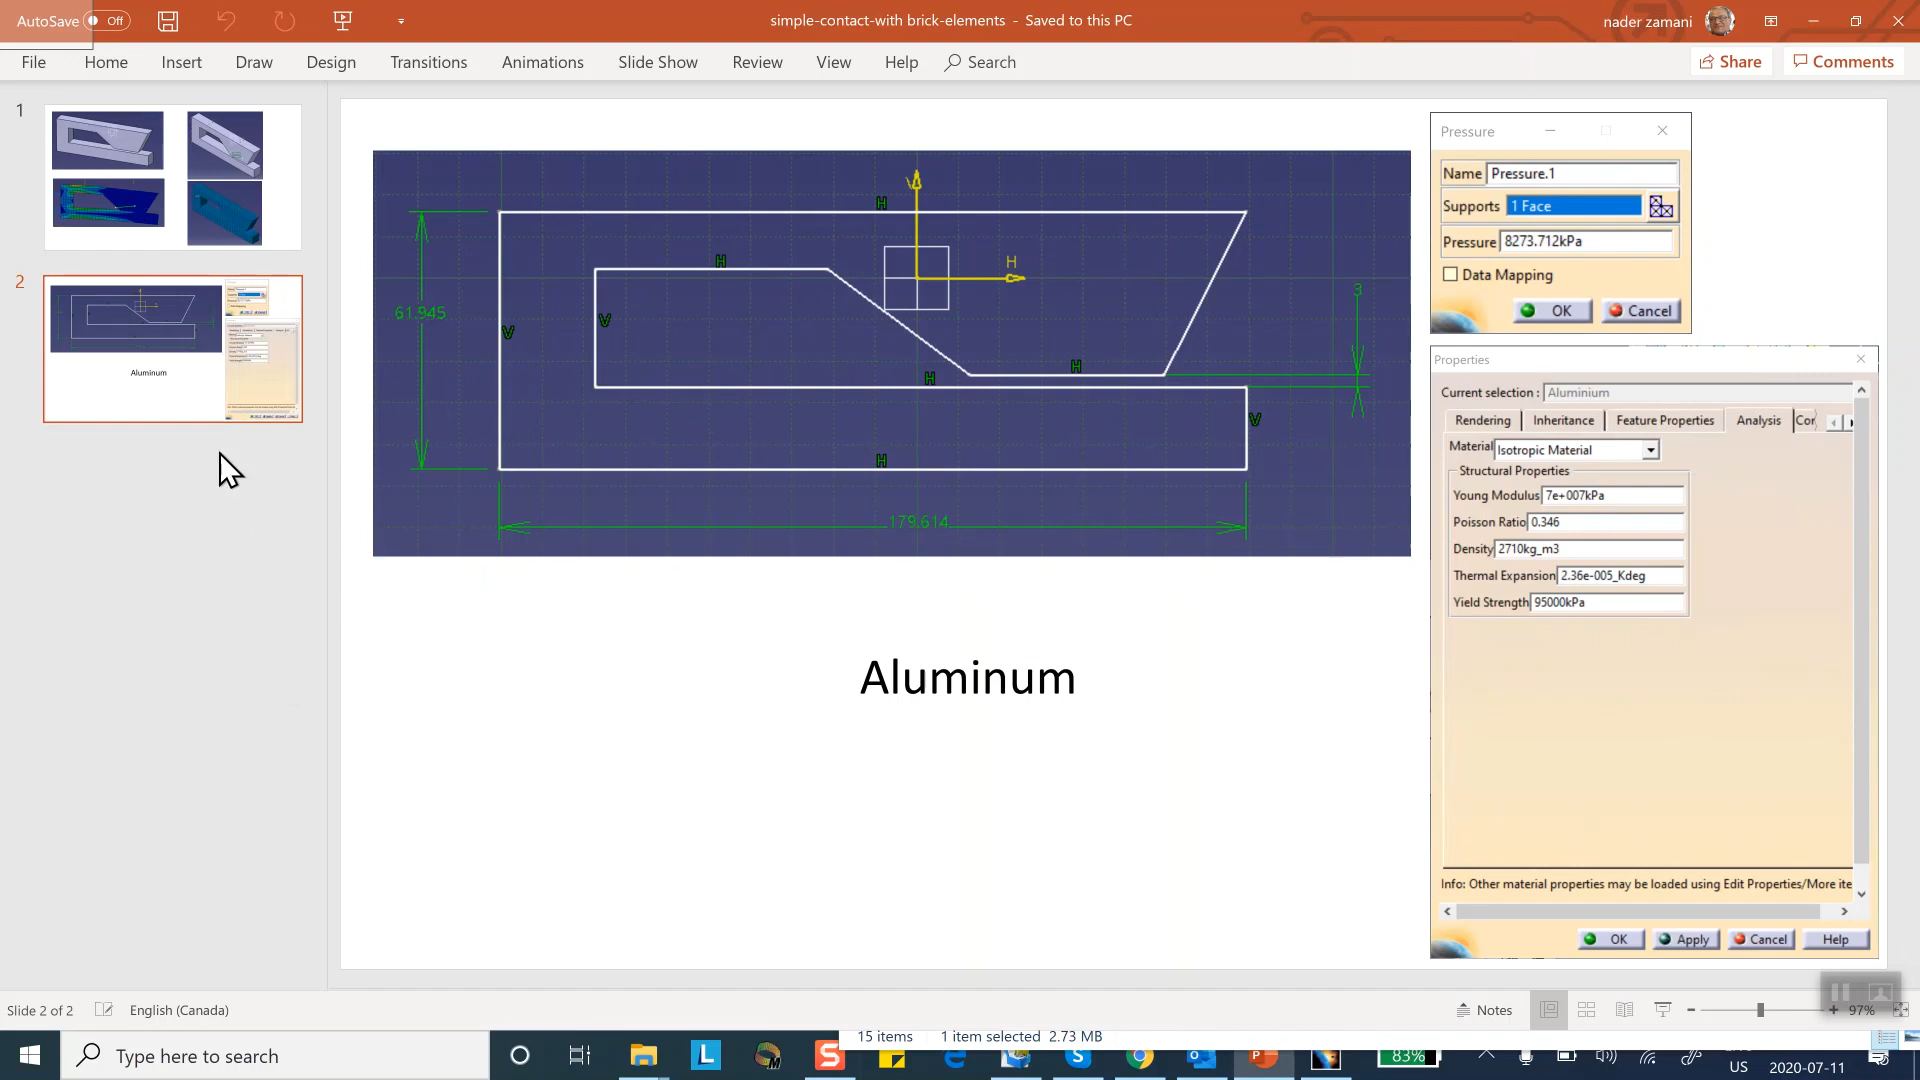 AutoSave Off
simple-contact-with brick-elements - Saved to this PC
nader zamani
File Home Insert Draw Design Transitions Animations Slide Show Review View Help Search
Share Comments
1
2
Aluminum
V
H
H
H
61.945
V
V
3
H
H
V
H
179.614
Aluminum
Pressure
Name Pressure.1
Supports 1 Face
Pressure 8273.712kPa
Data Mapping
OK Cancel
Properties
Current selection : Aluminium
Rendering Inheritance Feature Properties Analysis Cor
Material Isotropic Material
Structural Properties
Young Modulus 7e+007kPa
Poisson Ratio 0.346
Density 2710kg_m3
Thermal Expansion 2.36e-005_Kdeg
Yield Strength 95000kPa
Info: Other material properties may be loaded using Edit Properties/More ite
OK Apply Cancel Help
Slide 2 of 2 English (Canada)
Notes 97%
15 items 1 item selected 2.73 MB
Type here to search
83%
US 2020-07-11